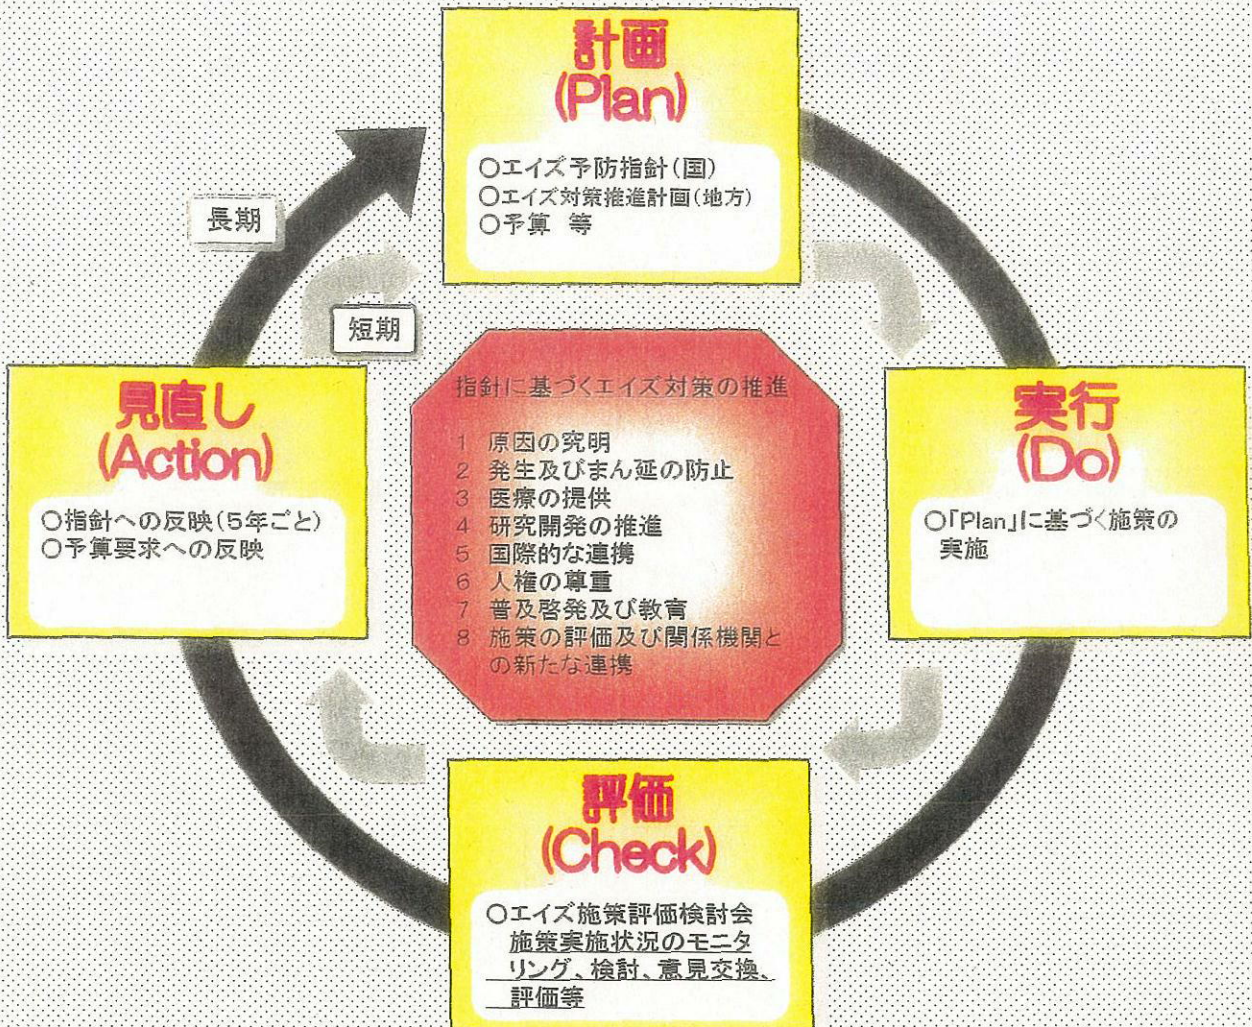 計画
(Plan)
○エイズ予防指針(国)
○エイズ対策推進計画(地方)
○予算 等
長期
短期
見直し
(Action)
○指針への反映(5年ごと)
○予算要求への反映
指針に基づくエイズ対策の推進
1 原因の究明
2 発生及びまん延の防止
3 医療の提供
4 研究開発の推進
5 国際的な連携
6 人権の尊重
7 普及啓発及び教育
8 施策の評価及び関係機関と
の新たな連携
実行
(Do)
○「Plan」に基づく施策の
実施
評価
(Check)
○エイズ施策評価検討会
施策実施状況のモニタ
リング、検討、意見交換、
評価等